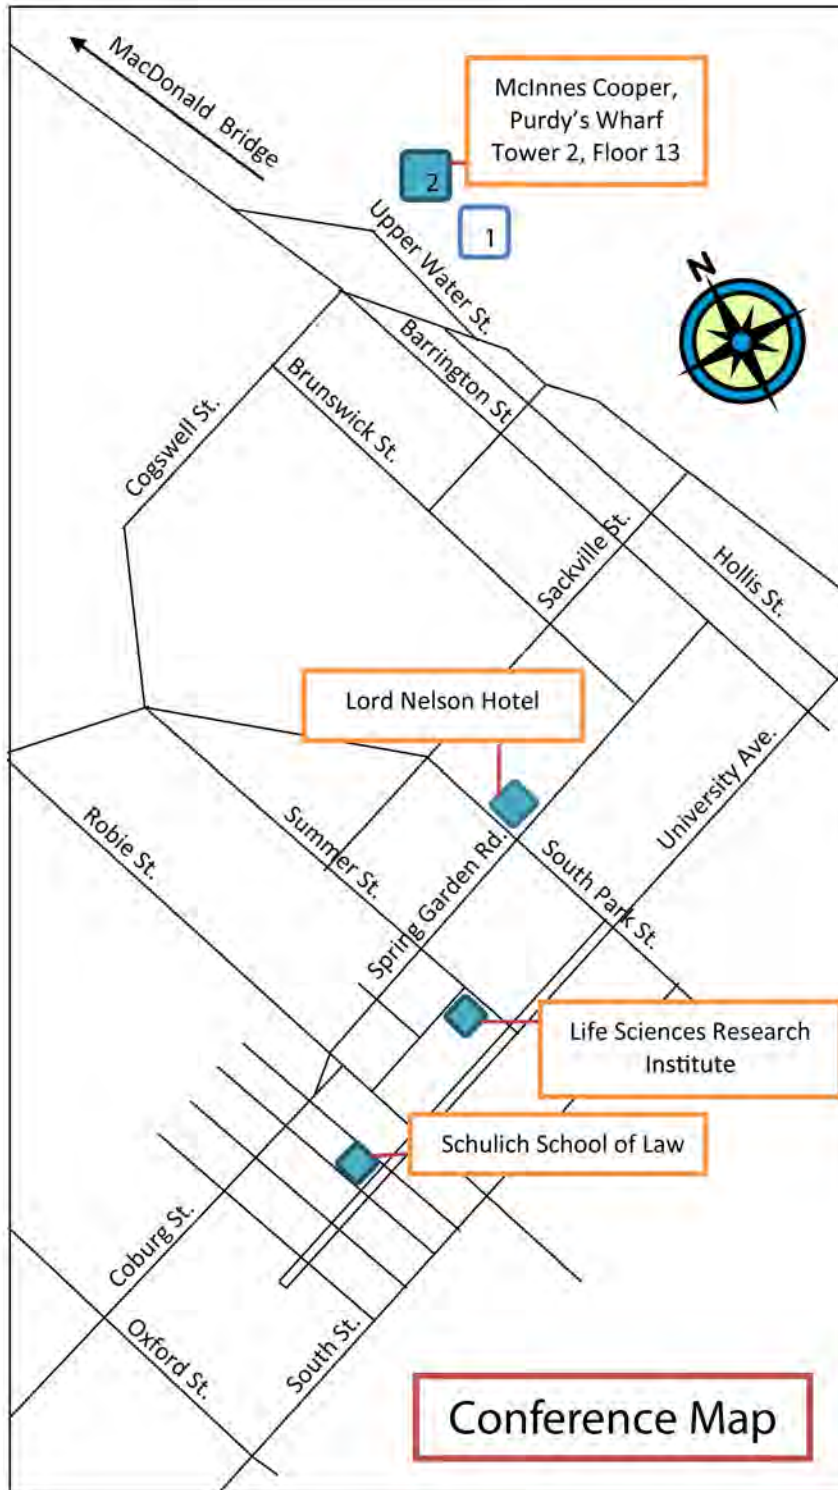 MacDonald Bridge
McInnes Cooper,
Purdy's Wharf
Tower 2, Floor 13
2
1
Upper Water St.
N
Barrington St
Brunswick St.
Cogswell St.
Sackville St.
Hollis St.
Lord Nelson Hotel
University Ave.
Robie St.
Summer St.
Spring Garden Rd.
South Park St.
Life Sciences Research
Institute
Schulich School of Law
Coburg St.
Oxford St.
South St.
Conference Map